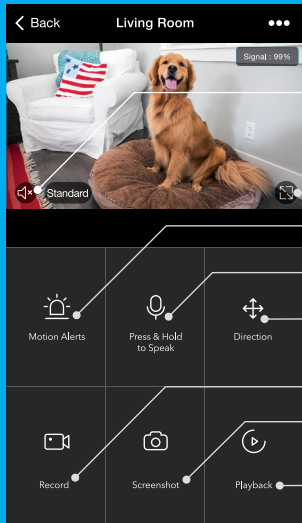 Back
Living Room
Signal : 99%
Standard
Motion Alerts
Press & Hold
to Speak
Direction
Record
Screenshot
Playback